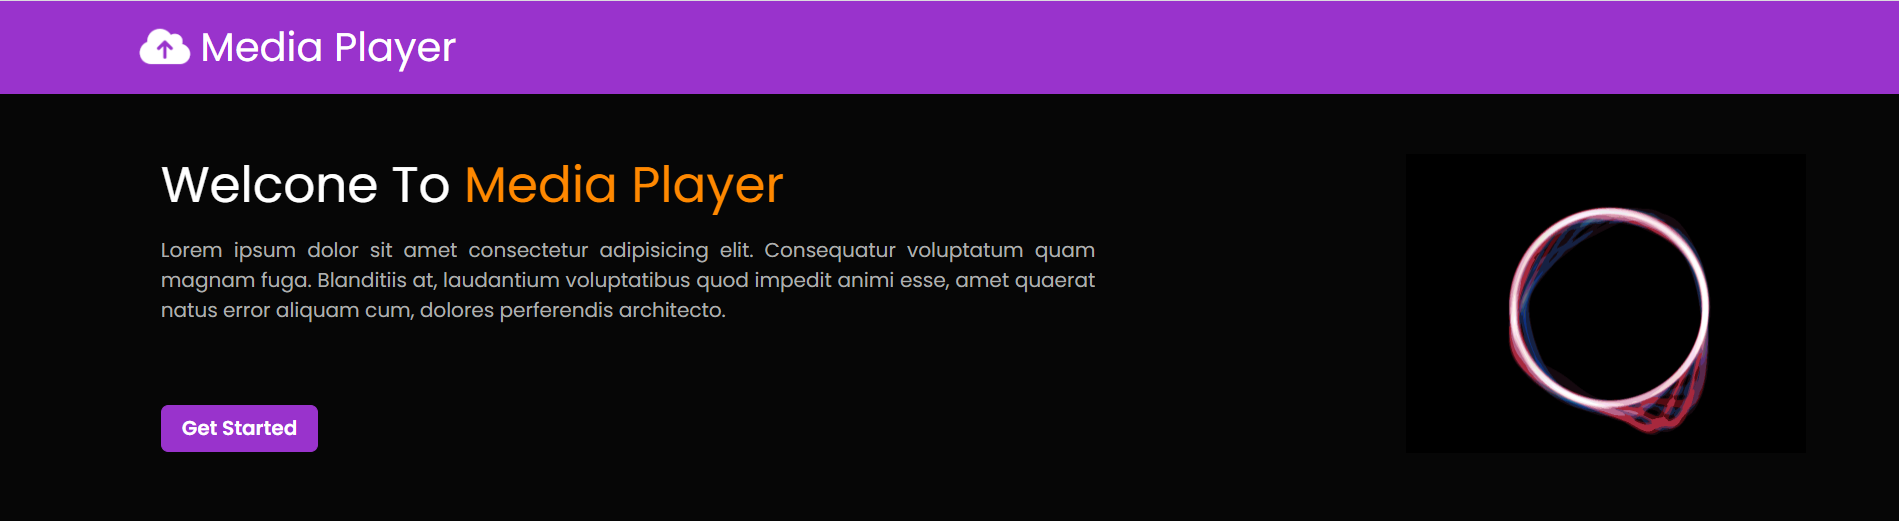 Media Player
Welcone To Media Player
Lorem ipsum dolor sit amet consectetur adipisicing elit. Consequatur voluptatum quam
magnam fuga. Blanditiis at, laudantium voluptatibus quod impedit animi esse, amet quaerat
natus error aliquam cum, dolores perferendis architecto.
Get Started